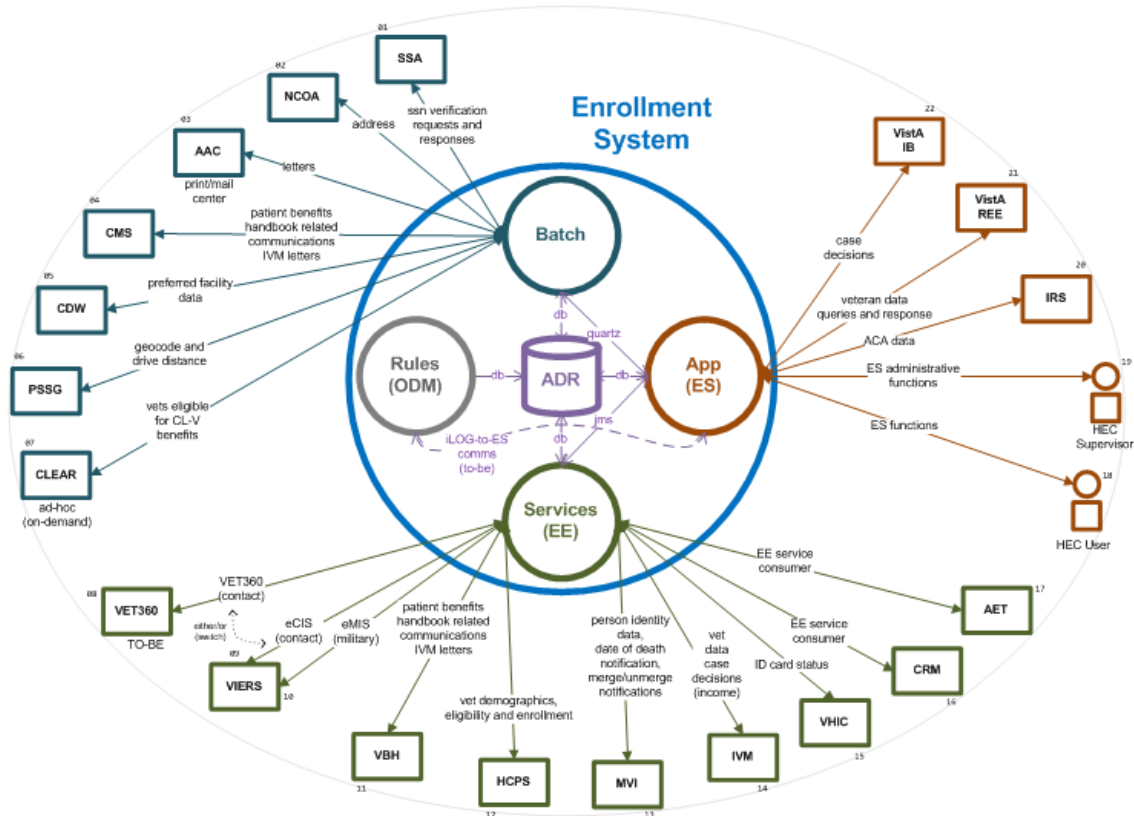 01
SSA
02
NCOA
ssn verification
requests and
responses
address
03
AAC
print/mail
center
letters
04
CMS
patient benefits
handbook related
communications
IVM letters
05
CDW
preferred facility
data
06
PSSG
geocode and
drive distance
07
CLEAR
ad-hoc
(on-demand)
vets eligible
for CL-V
benefits
Enrollment
System
Batch
db
quartz
Rules
(ODM)
db
ADR
db
App
(ES)
db
jms
iLOG-to-ES
comms
(to-be)
Services
(EE)
22
VistA
IB
21
VistA
REE
case
decisions
20
IRS
veteran data
queries and response
ACA data
19
HEC
Supervisor
ES administrative
functions
ES functions
18
HEC User
08
VET360
TO-BE
VET360
(contact)
either/or
(switch)
eCIS
(contact)
eMIS
(military)
09
VIERS
10
patient benefits
handbook related
communications
IVM letters
VBH
11
vet demographics,
eligibility and enrollment
HCPS
12
person identity
data,
date of death
notification,
merge/unmerge
notifications
MVI
13
vet
data
case
decisions
(income)
IVM
14
ID card status
VHIC
15
EE service
consumer
CRM
16
EE service
consumer
AET
17